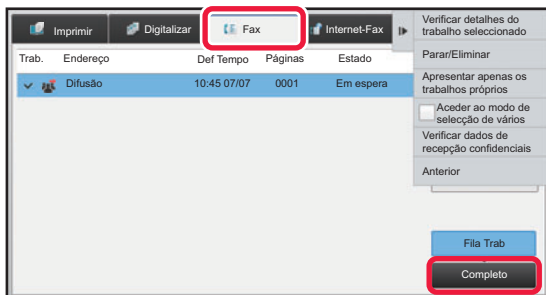 Imprimir Digitalizar Fax Internet-Fax
Trab. Endereço Def Tempo Páginas Estado
Difusão 10:45 07/07 0001 Em espera
Verificar detalhes do
trabalho seleccionado
Parar/Eliminar
Apresentar apenas os
trabalhos próprios
Aceder ao modo de
selecção de vários
Verificar dados de
recepção confidenciais
Anterior
Fila Trab
Completo